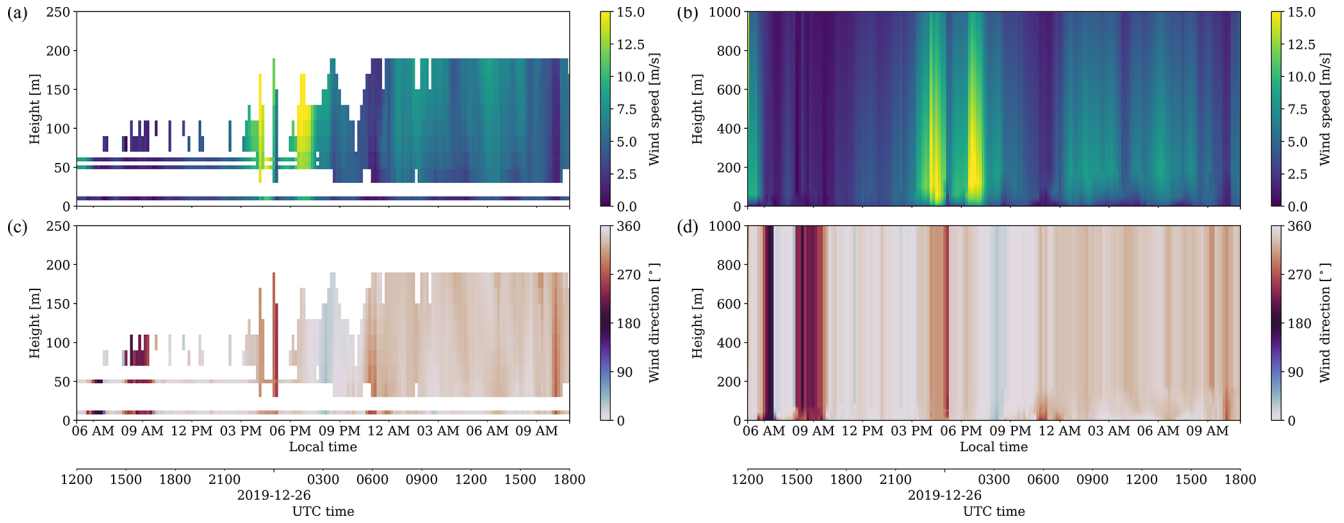 (a)
250
200
150
100
50
0
Height [m]
15.0
12.5
10.0
7.5
5.0
2.5
0.0
Wind speed [m/s]
(b)
1000
800
600
400
200
0
Height [m]
15.0
12.5
10.0
7.5
5.0
2.5
0.0
Wind speed [m/s]
(c)
250
200
150
100
50
0
Height [m]
06 AM 09 AM 12 PM 03 PM 06 PM 09 PM 12 AM 03 AM 06 AM 09 AM
Local time
360
270
180
90
0
Wind direction [°]
1200 1500 1800 2100 0300 0600 0900 1200 1500 1800
2019-12-26
UTC time
(d)
1000
800
600
400
200
0
Height [m]
06 AM 09 AM 12 PM 03 PM 06 PM 09 PM 12 AM 03 AM 06 AM 09 AM
Local time
360
270
180
90
0
Wind direction [°]
1200 1500 1800 2100 0300 0600 0900 1200 1500 1800
2019-12-26
UTC time